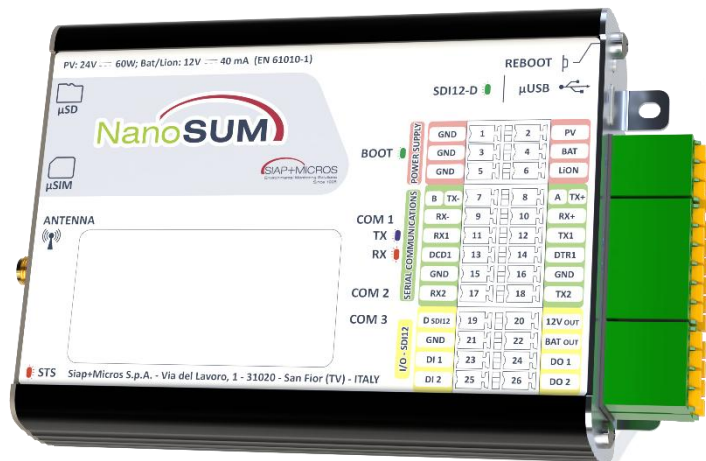 PV: 24V ⎓ 60W; Bat/Lion: 12V ⎓ 40 mA (EN 61010-1)
REBOOT
SDI12-D
µUSB
µSD
NanoSUM
SIAP+MICROS
µSIM
ANTENNA
BOOT
POWER SUPPLY
GND 1 2 PV
GND 3 4 BAT
GND 5 6 LiON
SERIAL COMMUNICATIONS
B TX- 7 8 A TX+
COM 1 RX- 9 10 RX+
TX RX1 11 12 TX1
RX DCD1 13 14 DTR1
GND 15 16 GND
COM 2 RX2 17 18 TX2
COM 3
I/O - SDI12
D SDI12 19 20 12V OUT
GND 21 22 BAT OUT
DI 1 23 24 DO 1
DI 2 25 26 DO 2
STS Siap+Micros S.p.A. - Via del Lavoro, 1 - 31020 - San Fior (TV) - ITALY